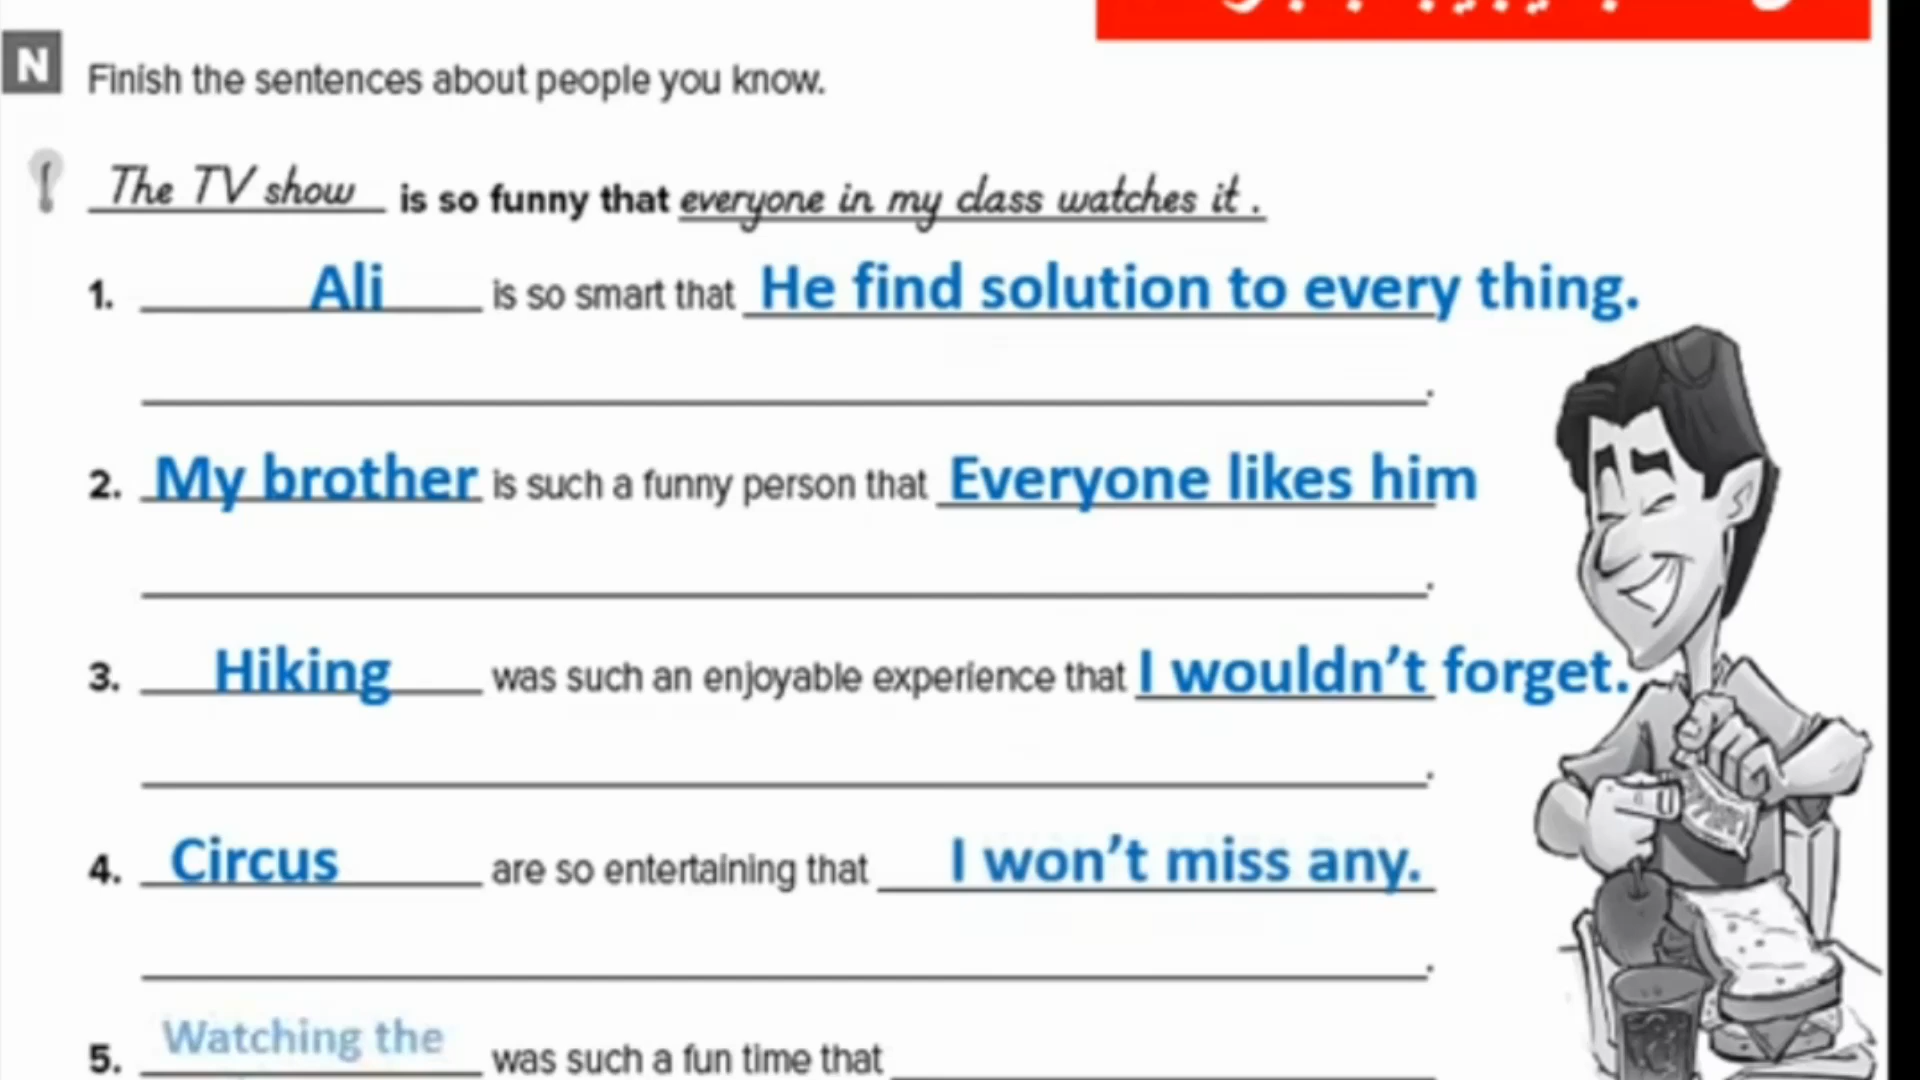 N Finish the sentences about people you know.
The TV show is so funny that everyone in my class watches it.
1. Ali is so smart that He find solution to every thing.
2. My brother is such a funny person that Everyone likes him
3. Hiking was such an enjoyable experience that I wouldn't forget.
4. Circus are so entertaining that I won't miss any.
5. Watching the was such a fun time that